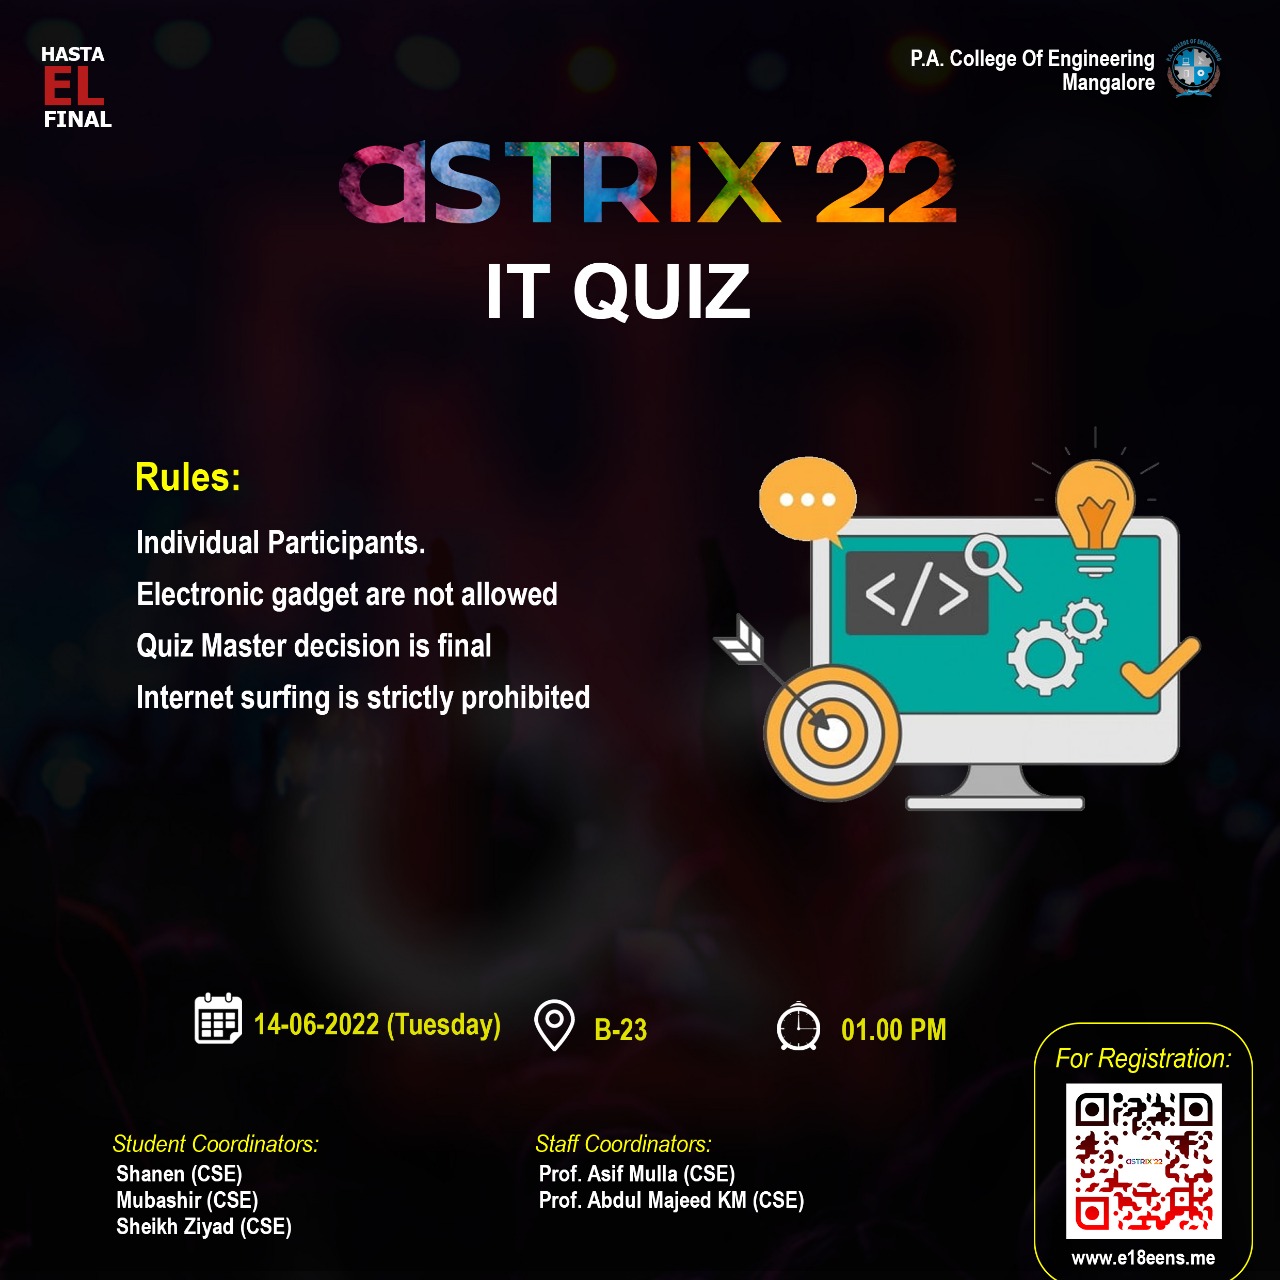 HASTA
EL
FINAL
P.A. College Of Engineering
Mangalore
aSTRIX'22
IT QUIZ
Rules:
Individual Participants.
Electronic gadget are not allowed
Quiz Master decision is final
Internet surfing is strictly prohibited
</>
14-06-2022 (Tuesday)
B-23
01.00 PM
Student Coordinators:
Shanen (CSE)
Mubashir (CSE)
Sheikh Ziyad (CSE)
Staff Coordinators:
Prof. Asif Mulla (CSE)
Prof. Abdul Majeed KM (CSE)
For Registration:
aSTRIX'22
www.e18eens.me